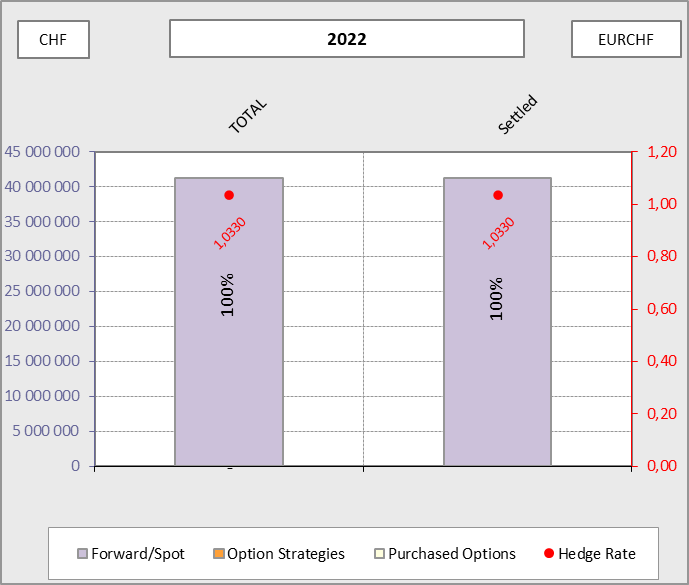 CHF 2022 EURCHF
TOTAL Settled
45 000 000 1,20
40 000 000
35 000 000 1,00
30 000 000 0,80
25 000 000
20 000 000 0,60
15 000 000 0,40
10 000 000
5 000 000 0,20
0 0,00
1,0330 1,0330
100% 100%
-
Forward/Spot Option Strategies Purchased Options Hedge Rate